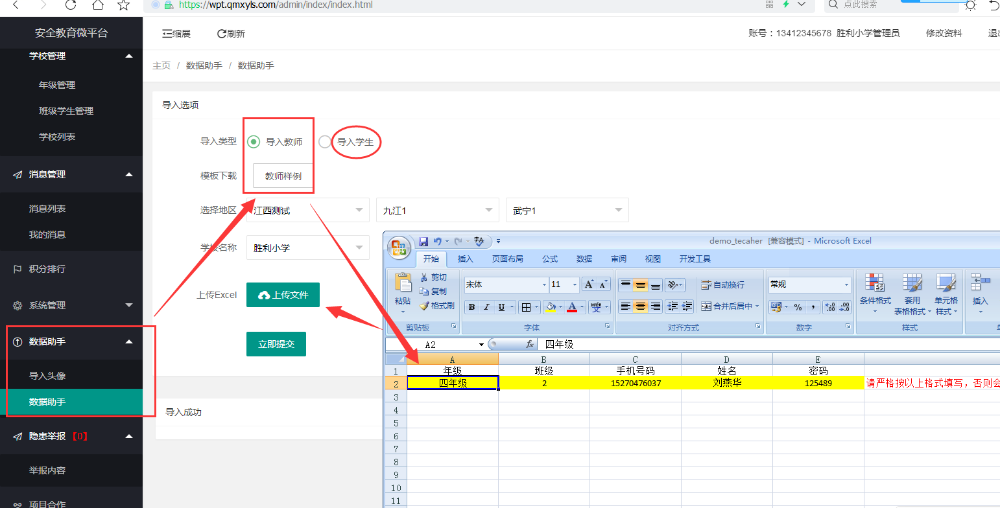 https://wpt.qmxyls.com/admin/index/index.html
点此搜索
安全教育微平台
缩展
刷新
账号：13412345678 胜利小学管理员
修改资料
退出
学校管理
年级管理
班级学生管理
学校列表
消息管理
消息列表
我的消息
积分排行
系统管理
数据助手
导入头像
数据助手
隐患举报【0】
举报内容
项目合作
主页 / 数据助手 / 数据助手
导入选项
导入类型
导入教师
导入学生
模板下载
教师样例
选择地区
江西测试
九江1
武宁1
学校名称
胜利小学
上传Excel
上传文件
立即提交
导入成功
demo_tecaher [兼容模式] - Microsoft Excel
开始
插入
页面布局
公式
数据
审阅
视图
开发工具
粘贴
剪切
复制
格式刷
剪贴板
宋体
11
A A
B I U
A
wén
文
字体
自动换行
合并后居中
对齐方式
常规
% ,
数字
条件格式
套用
表格格式
单元格
样式
样式
插入
A2
fx
四年级
A B C D E
1 年级 班级 手机号码 姓名 密码
2 四年级 2 15270476037 刘燕华 125489 请严格按以上格式填写，否则会
3
4
5
6
7
8
9
10
11